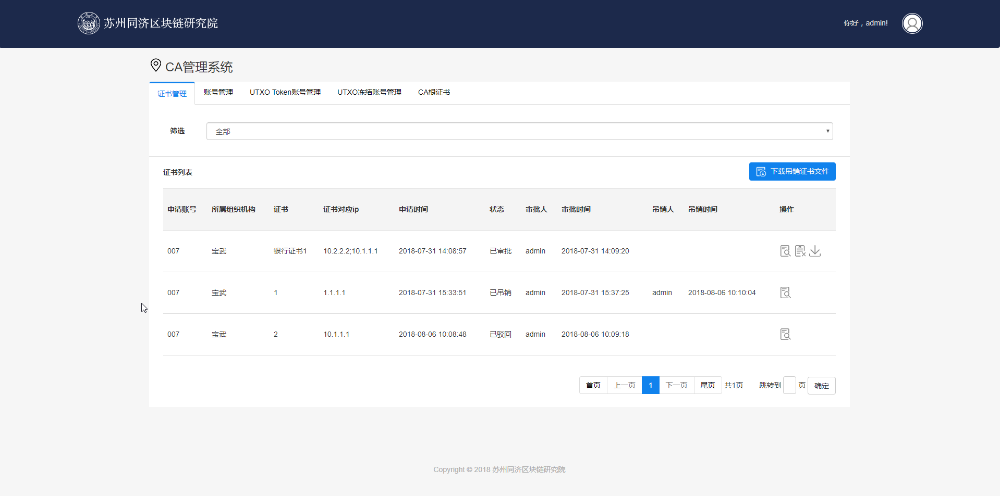 苏州同济区块链研究院
你好，admin!
CA管理系统
证书管理 账号管理 UTXO Token账号管理 UTXO冻结账号管理 CA根证书
筛选 全部
证书列表 下载吊销证书文件
申请账号 所属组织机构 证书 证书对应ip 申请时间 状态 审批人 审批时间 吊销人 吊销时间 操作
007 宝武 银行证书1 10.2.2.2;10.1.1.1 2018-07-31 14:08:57 已审批 admin 2018-07-31 14:09:20
007 宝武 1 1.1.1.1 2018-07-31 15:33:51 已吊销 admin 2018-07-31 15:37:25 admin 2018-08-06 10:10:04
007 宝武 2 10.1.1.1 2018-08-06 10:08:48 已驳回 admin 2018-08-06 10:09:18
首页 上一页 1 下一页 尾页 共1页 跳转到 页 确定
Copyright © 2018 苏州同济区块链研究院